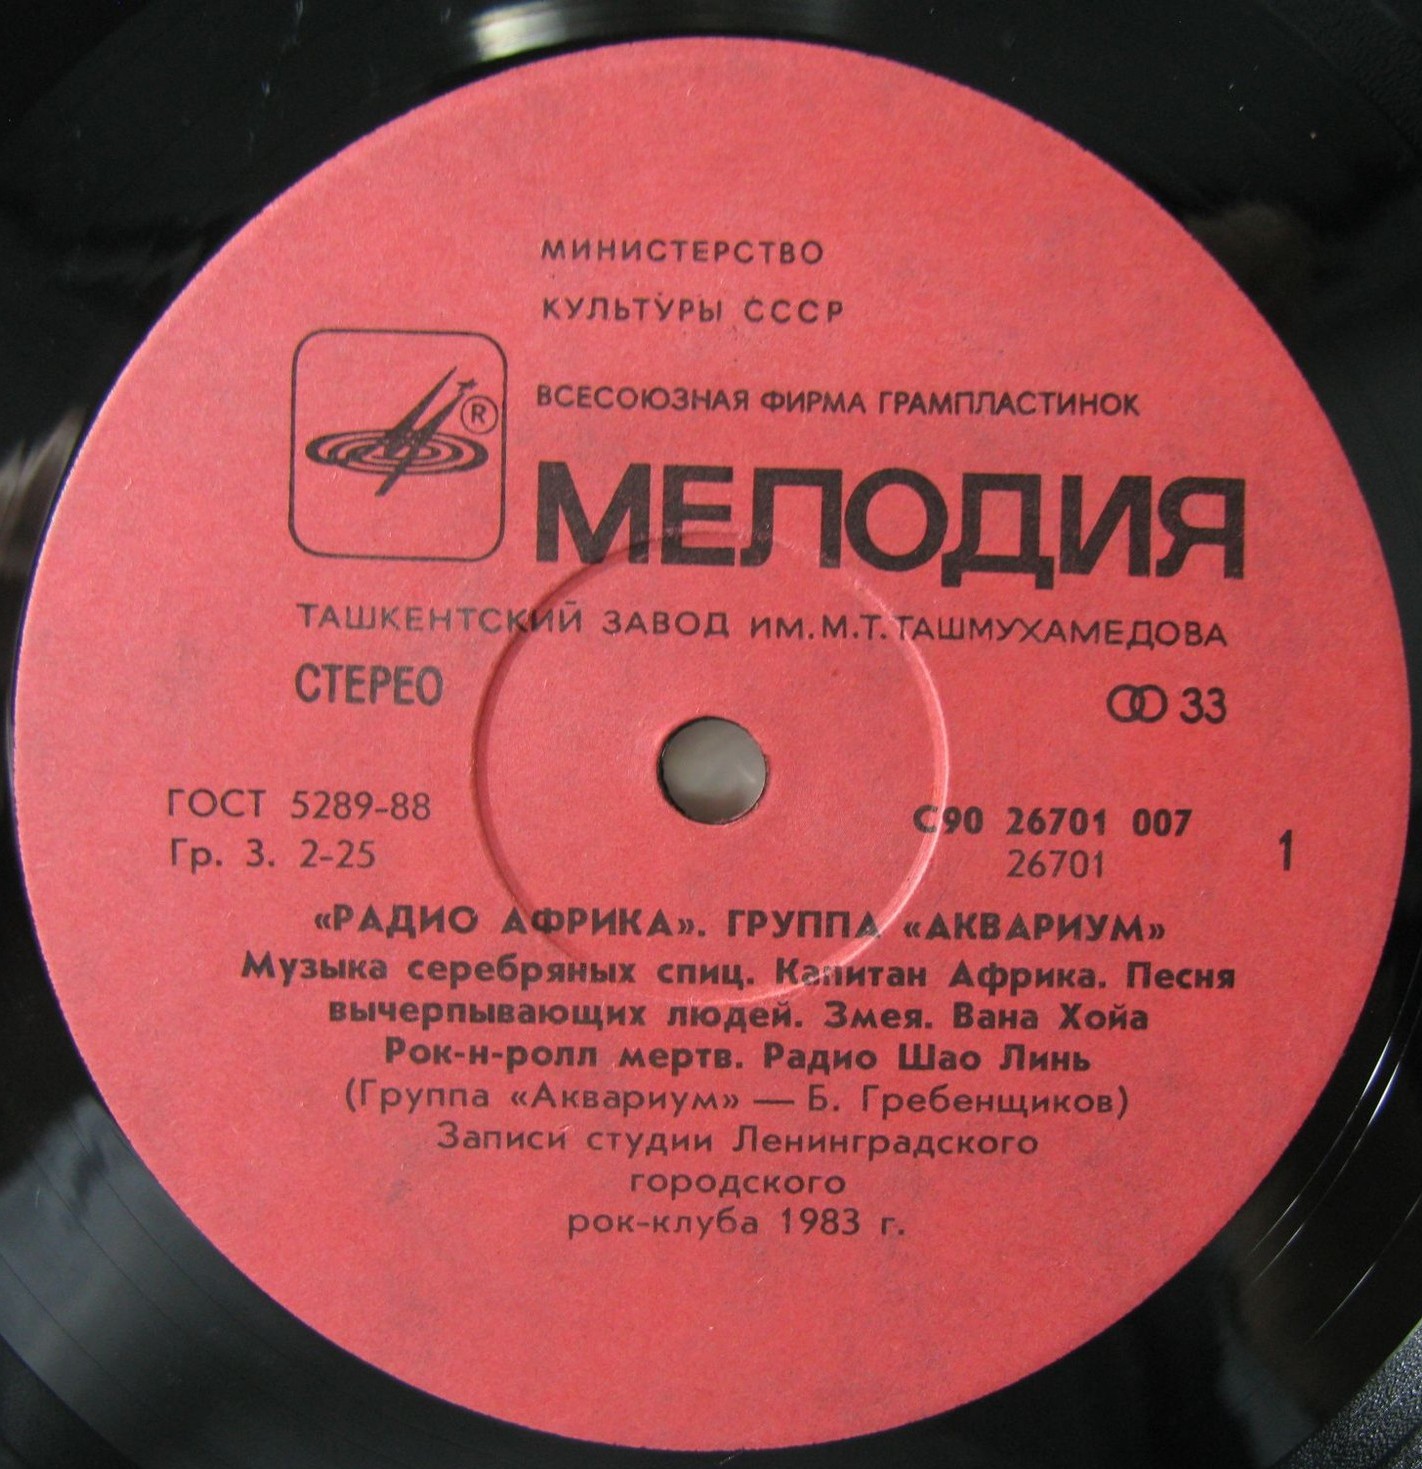 МИНИСТЕРСТВО
КУЛЬТУРЫ СССР
ВСЕСОЮЗНАЯ ФИРМА ГРАМПЛАСТИНОК
®
МЕЛОДИЯ
ТАШКЕНТСКИЙ ЗАВОД ИМ. М.Т. ТАШМУХАМЕДОВА
СТЕРЕО
33
ГОСТ 5289-88
Гр. 3. 2-25
С90 26701 007
26701
1
«РАДИО АФРИКА». ГРУППА «АКВАРИУМ»
Музыка серебряных спиц. Капитан Африка. Песня
вычерпывающих людей. Змея. Вана Хойа
Рок-н-ролл мертв. Радио Шао Линь
(Группа «Аквариум» — Б. Гребенщиков)
Записи студии Ленинградского
городского
рок-клуба 1983 г.